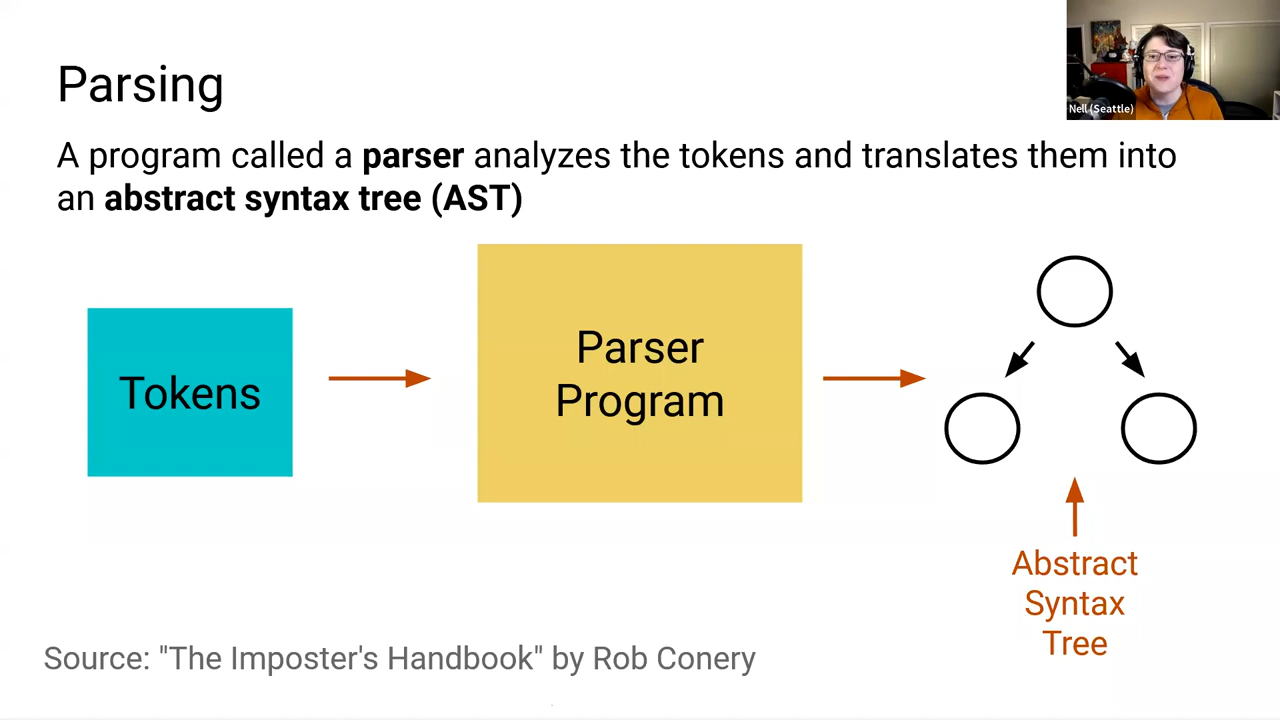 Parsing
Nell (Seattle)
A program called a parser analyzes the tokens and translates them into
an abstract syntax tree (AST)
Tokens
Parser
Program
Abstract
Syntax
Tree
Source: "The Imposter's Handbook" by Rob Conery